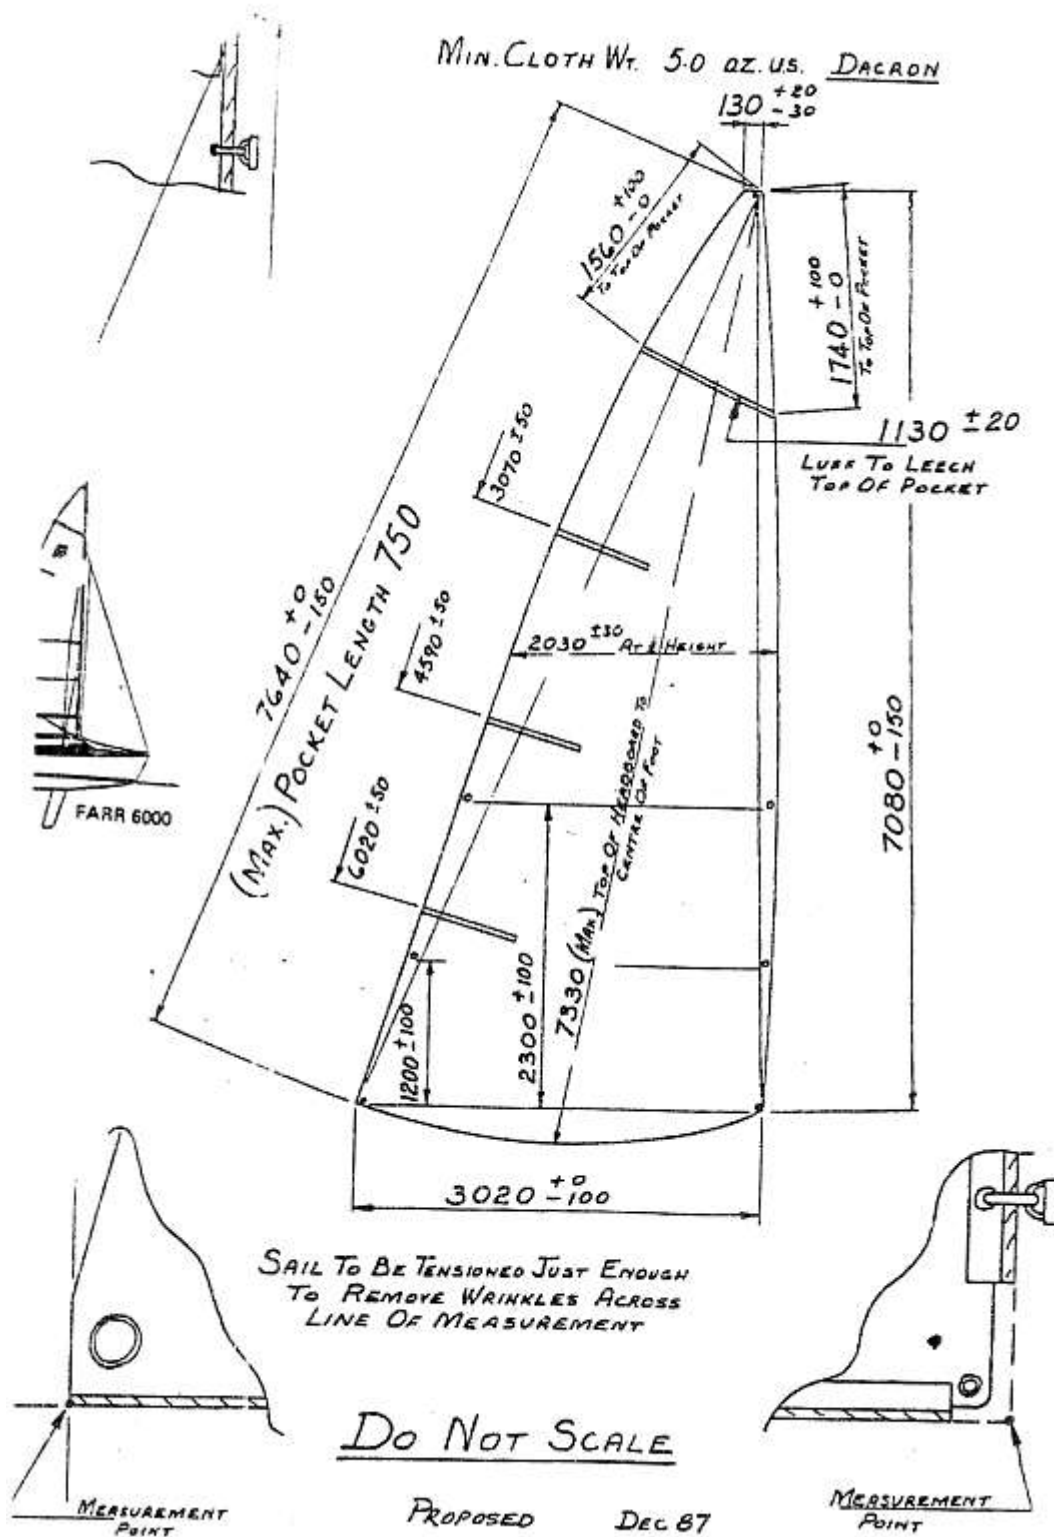 MIN. CLOTH WT. 5.0 OZ. U.S. DACRON
130 +20 -30
1560 +100 -0
TO TOP OF POCKET
1740 +100 -0
TO TOP OF POCKET
1130 ±20
LUFF TO LEECH
TOP OF POCKET
3070 ±50
7640 +0 -150
(MAX.) POCKET LENGTH 750
4590 ±50
2030 ±30 AT ½ HEIGHT
7080 +0 -150
FARR 6000
6020 ±50
7330 (MAX) TOP OF HEADBOARD TO
CENTRE OF FOOT
2300 ±100
1200 ±100
3020 +0 -100
SAIL TO BE TENSIONED JUST ENOUGH
TO REMOVE WRINKLES ACROSS
LINE OF MEASUREMENT
DO NOT SCALE
MEASUREMENT
POINT
PROPOSED DEC 87
MEASUREMENT
POINT